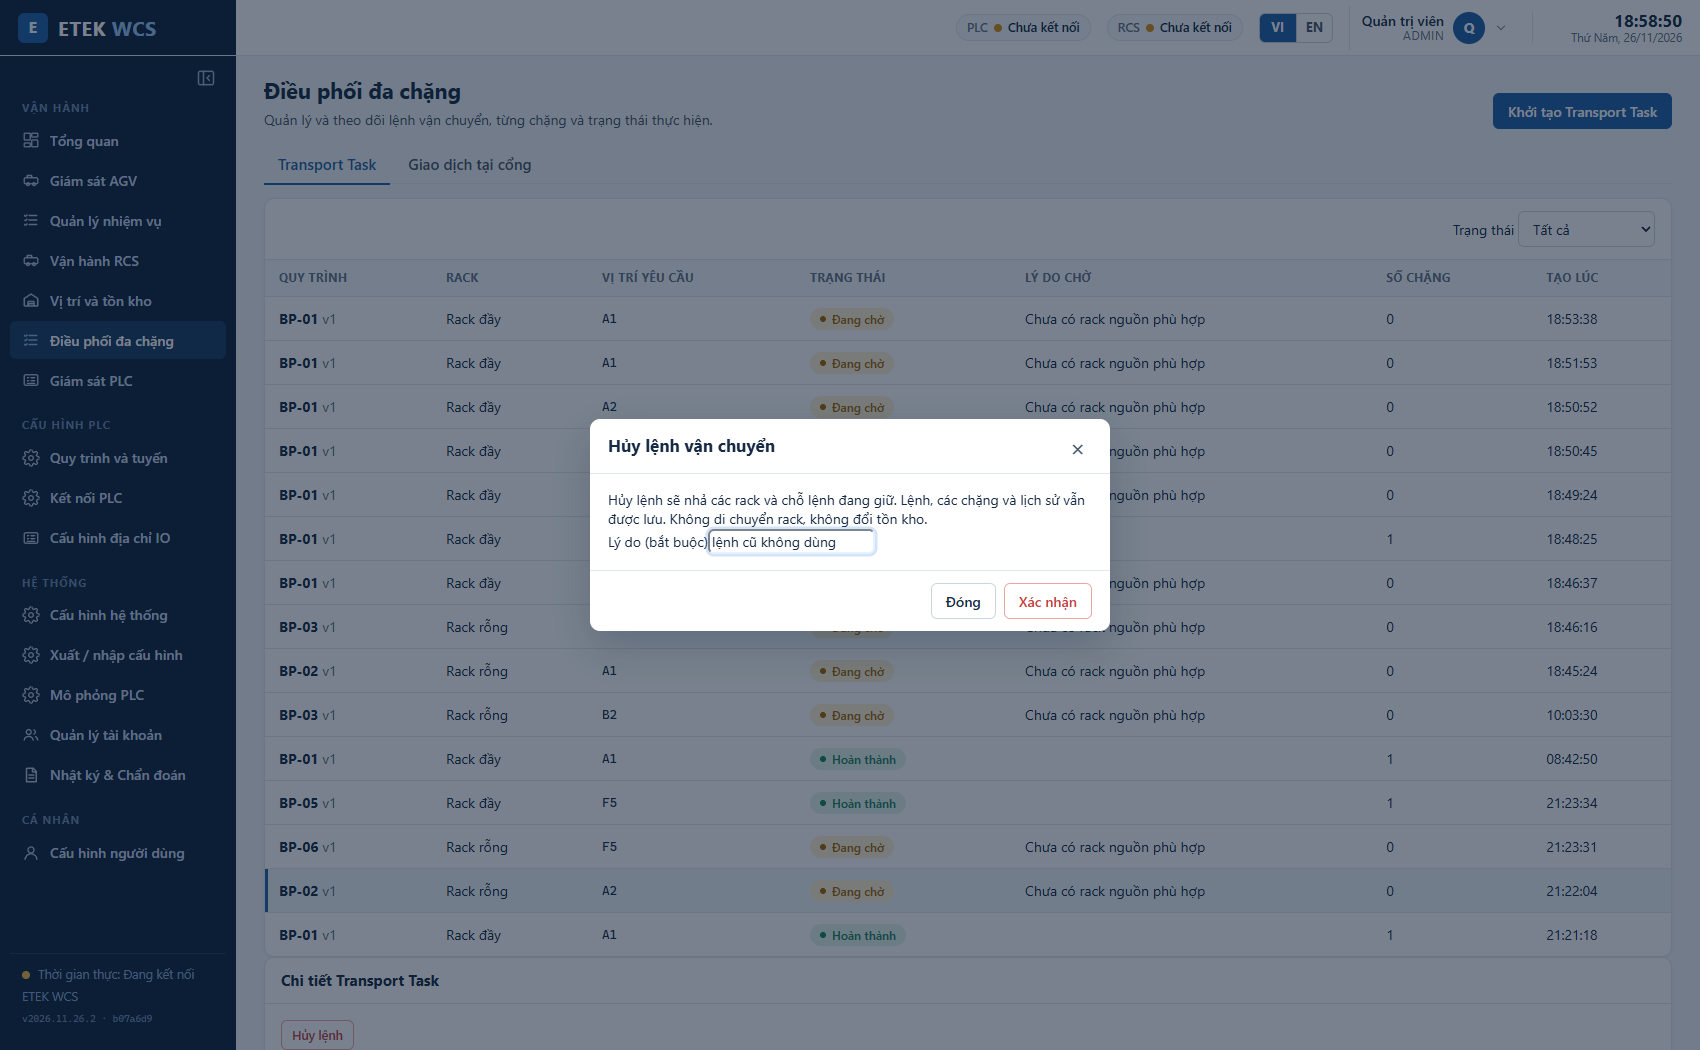 E ETEK WCS
PLC Chưa kết nối RCS Chưa kết nối VI EN Quản trị viên ADMIN Q 18:58:50 Thứ Năm, 26/11/2026
VẬN HÀNH
Tổng quan
Giám sát AGV
Quản lý nhiệm vụ
Vận hành RCS
Vị trí và tồn kho
Điều phối đa chặng
Giám sát PLC
CẤU HÌNH PLC
Quy trình và tuyến
Kết nối PLC
Cấu hình địa chỉ IO
HỆ THỐNG
Cấu hình hệ thống
Xuất / nhập cấu hình
Mô phỏng PLC
Quản lý tài khoản
Nhật ký & Chẩn đoán
CÁ NHÂN
Cấu hình người dùng
Thời gian thực: Đang kết nối
ETEK WCS
v2026.11.26.2 · b07a6d9
Điều phối đa chặng
Quản lý và theo dõi lệnh vận chuyển, từng chặng và trạng thái thực hiện.
Khởi tạo Transport Task
Transport Task Giao dịch tại cổng
Trạng thái Tất cả
QUY TRÌNH RACK VỊ TRÍ YÊU CẦU TRẠNG THÁI LÝ DO CHỜ SỐ CHẶNG TẠO LÚC
BP-01 v1 Rack đầy A1 Đang chờ Chưa có rack nguồn phù hợp 0 18:53:38
BP-01 v1 Rack đầy A1 Đang chờ Chưa có rack nguồn phù hợp 0 18:51:53
BP-01 v1 Rack đầy A2 Đang chờ Chưa có rack nguồn phù hợp 0 18:50:52
BP-01 v1 Rack đầy nguồn phù hợp 0 18:50:45
BP-01 v1 Rack đầy nguồn phù hợp 0 18:49:24
BP-01 v1 Rack đầy 1 18:48:25
BP-01 v1 Rack đầy nguồn phù hợp 0 18:46:37
BP-03 v1 Rack rỗng Đang chờ Chưa có rack nguồn phù hợp 0 18:46:16
BP-02 v1 Rack rỗng A1 Đang chờ Chưa có rack nguồn phù hợp 0 18:45:24
BP-03 v1 Rack rỗng B2 Đang chờ Chưa có rack nguồn phù hợp 0 10:03:30
BP-01 v1 Rack đầy A1 Hoàn thành 1 08:42:50
BP-05 v1 Rack đầy F5 Hoàn thành 1 21:23:34
BP-06 v1 Rack rỗng F5 Đang chờ Chưa có rack nguồn phù hợp 0 21:23:31
BP-02 v1 Rack rỗng A2 Đang chờ Chưa có rack nguồn phù hợp 0 21:22:04
BP-01 v1 Rack đầy A1 Hoàn thành 1 21:21:18
Chi tiết Transport Task
Hủy lệnh
Hủy lệnh vận chuyển
Hủy lệnh sẽ nhả các rack và chỗ lệnh đang giữ. Lệnh, các chặng và lịch sử vẫn
được lưu. Không di chuyển rack, không đổi tồn kho.
Lý do (bắt buộc) lệnh cũ không dùng
Đóng Xác nhận